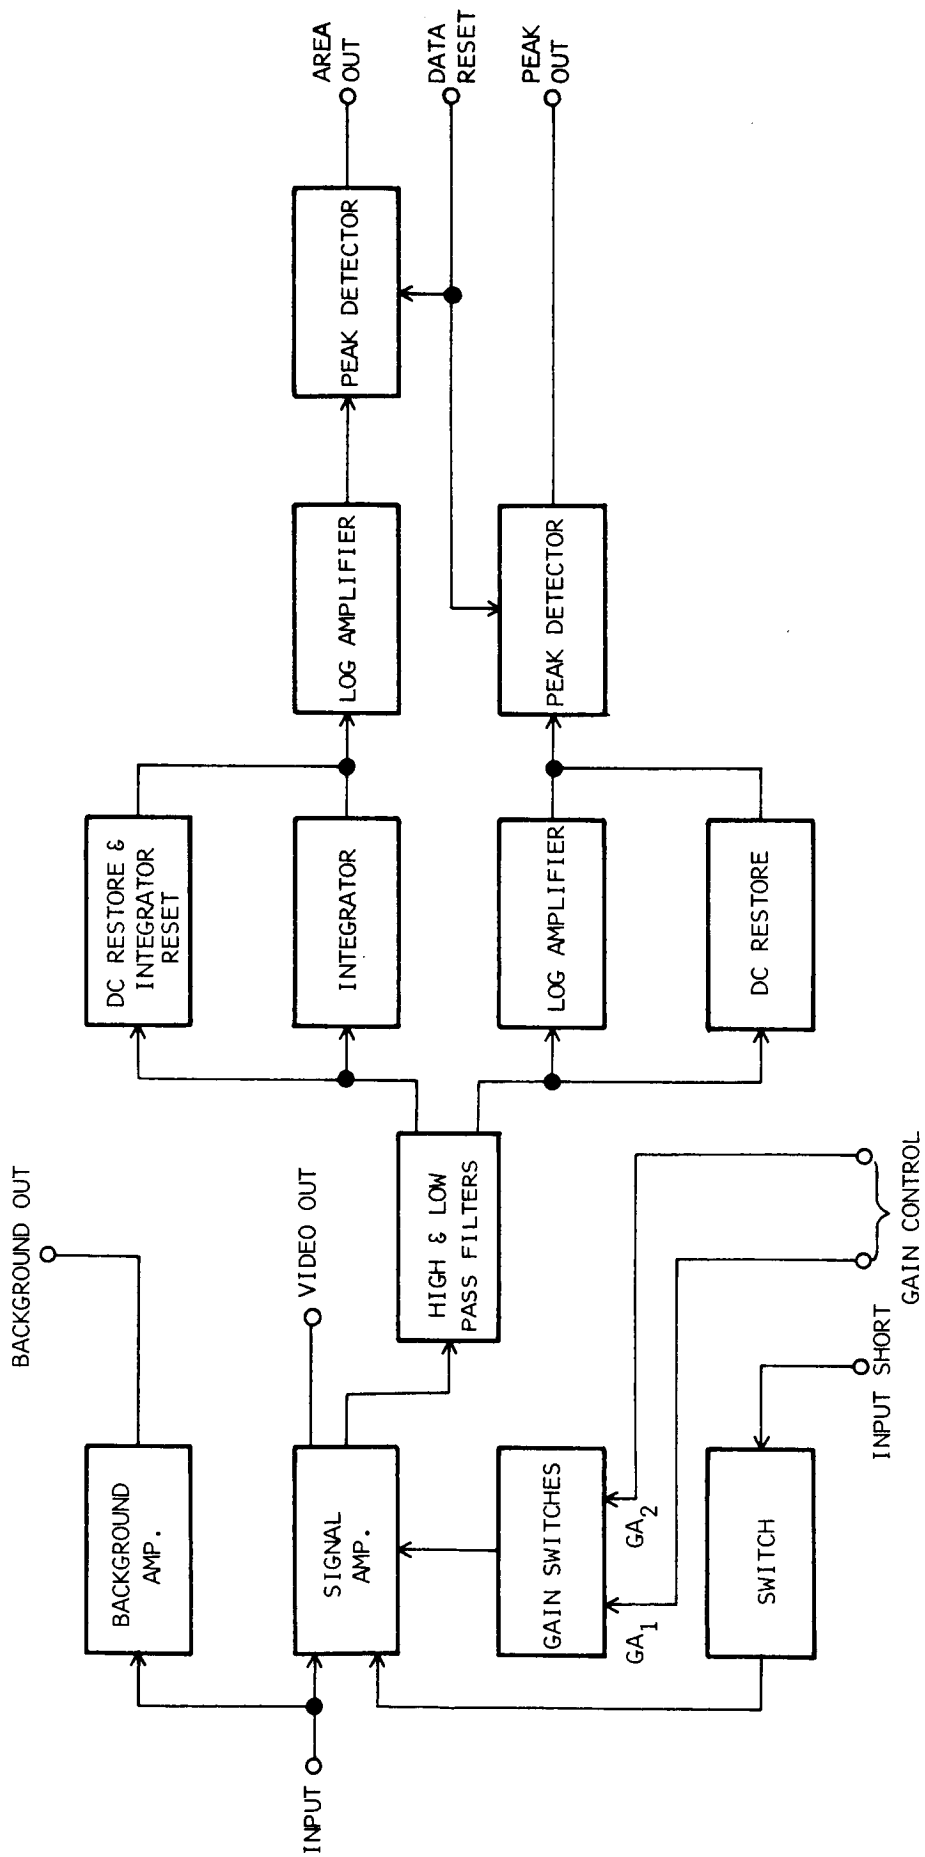 BACKGROUND OUT
BACKGROUND
AMP.
INPUT
SIGNAL
AMP.
VIDEO OUT
GAIN SWITCHES
GA1
GA2
SWITCH
INPUT SHORT
GAIN CONTROL
HIGH & LOW
PASS FILTERS
DC RESTORE &
INTEGRATOR
RESET
INTEGRATOR
LOG AMPLIFIER
DC RESTORE
LOG AMPLIFIER
PEAK DETECTOR
PEAK DETECTOR
AREA
OUT
DATA
RESET
PEAK
OUT